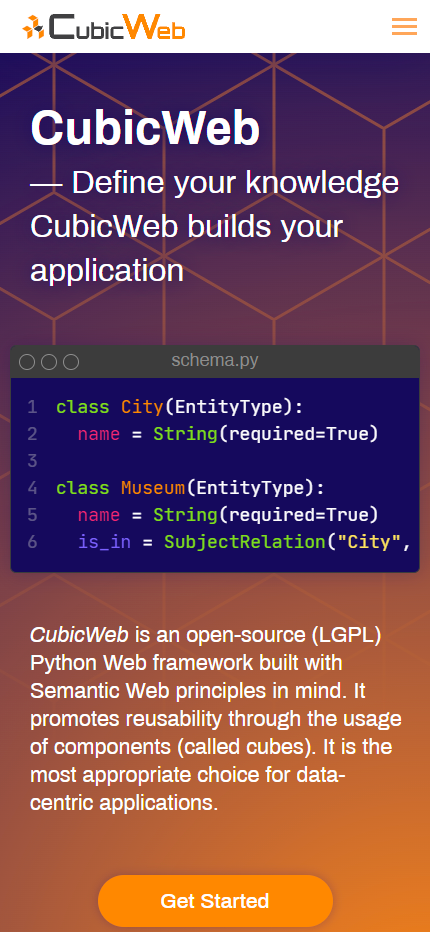 CubicWeb
CubicWeb
— Define your knowledge
CubicWeb builds your
application
schema.py
1 class City(EntityType):
2 name = String(required=True)
3
4 class Museum(EntityType):
5 name = String(required=True)
6 is_in = SubjectRelation("City",
CubicWeb is an open-source (LGPL)
Python Web framework built with
Semantic Web principles in mind. It
promotes reusability through the usage
of components (called cubes). It is the
most appropriate choice for data-
centric applications.
Get Started